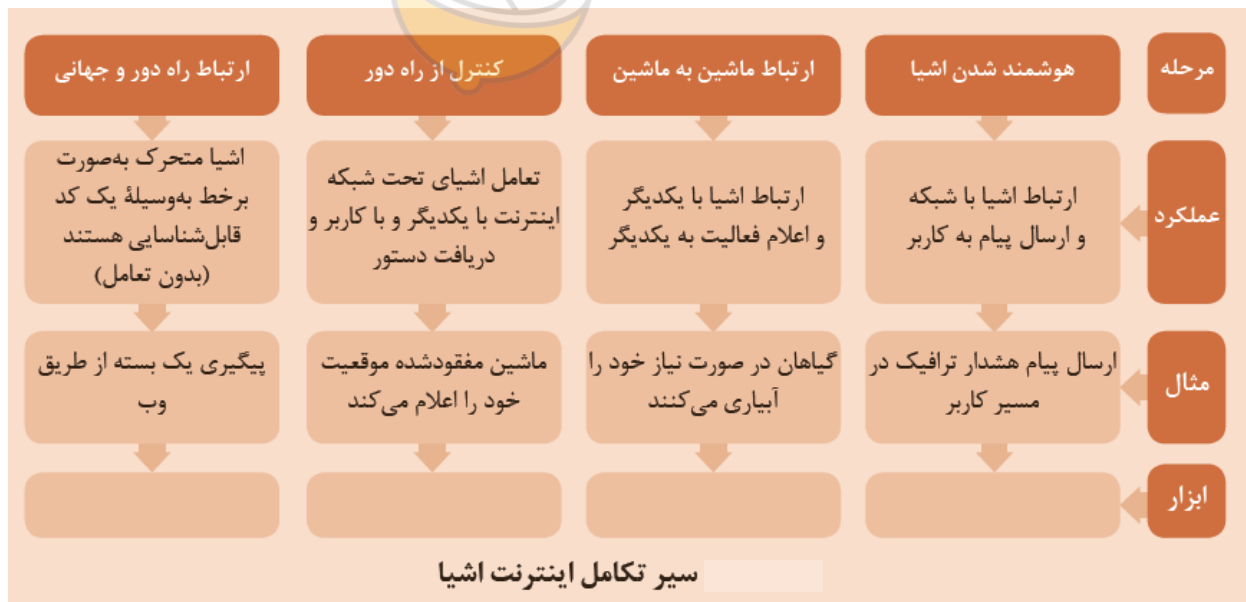 مرحله
هوشمند شدن اشیا
ارتباط ماشین به ماشین
کنترل از راه دور
ارتباط راه دور و جهانی
عملکرد
ارتباط اشیا با شبکه
و ارسال پیام به کاربر
ارتباط اشیا با یکدیگر
و اعلام فعالیت به یکدیگر
تعامل اشیای تحت شبکه
اینترنت با یکدیگر و با کاربر و
دریافت دستور
اشیا متحرک به‌صورت
برخط به‌وسیلهٔ یک کد
قابل‌شناسایی هستند
(بدون تعامل)
مثال
ارسال پیام هشدار ترافیک در
مسیر کاربر
گیاهان در صورت نیاز خود را
آبیاری می‌کنند
ماشین مفقودشده موقعیت
خود را اعلام می‌کند
پیگیری یک بسته از طریق
وب
ابزار
سیر تکامل اینترنت اشیا